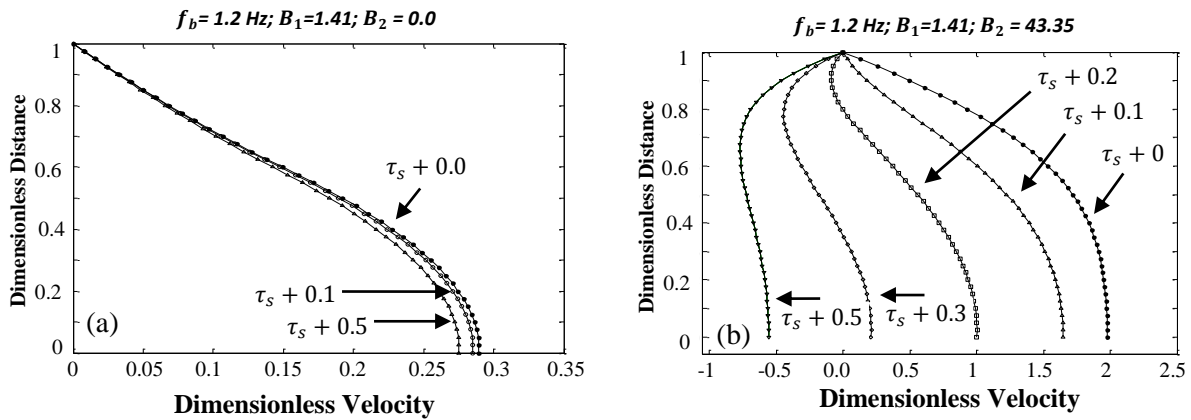 f_b= 1.2 Hz; B_1=1.41; B_2 = 0.0
Dimensionless Distance
1
0.8
0.6
0.4
0.2
0
τ_s + 0.0
τ_s + 0.1
τ_s + 0.5
(a)
0 0.05 0.1 0.15 0.2 0.25 0.3 0.35
Dimensionless Velocity
f_b= 1.2 Hz; B_1=1.41; B_2 = 43.35
Dimensionless Distance
1
0.8
0.6
0.4
0.2
0
τ_s + 0.2
τ_s + 0.1
τ_s + 0
τ_s + 0.5
τ_s + 0.3
(b)
-1 -0.5 0.0 0.5 1 1.5 2 2.5
Dimensionless Velocity